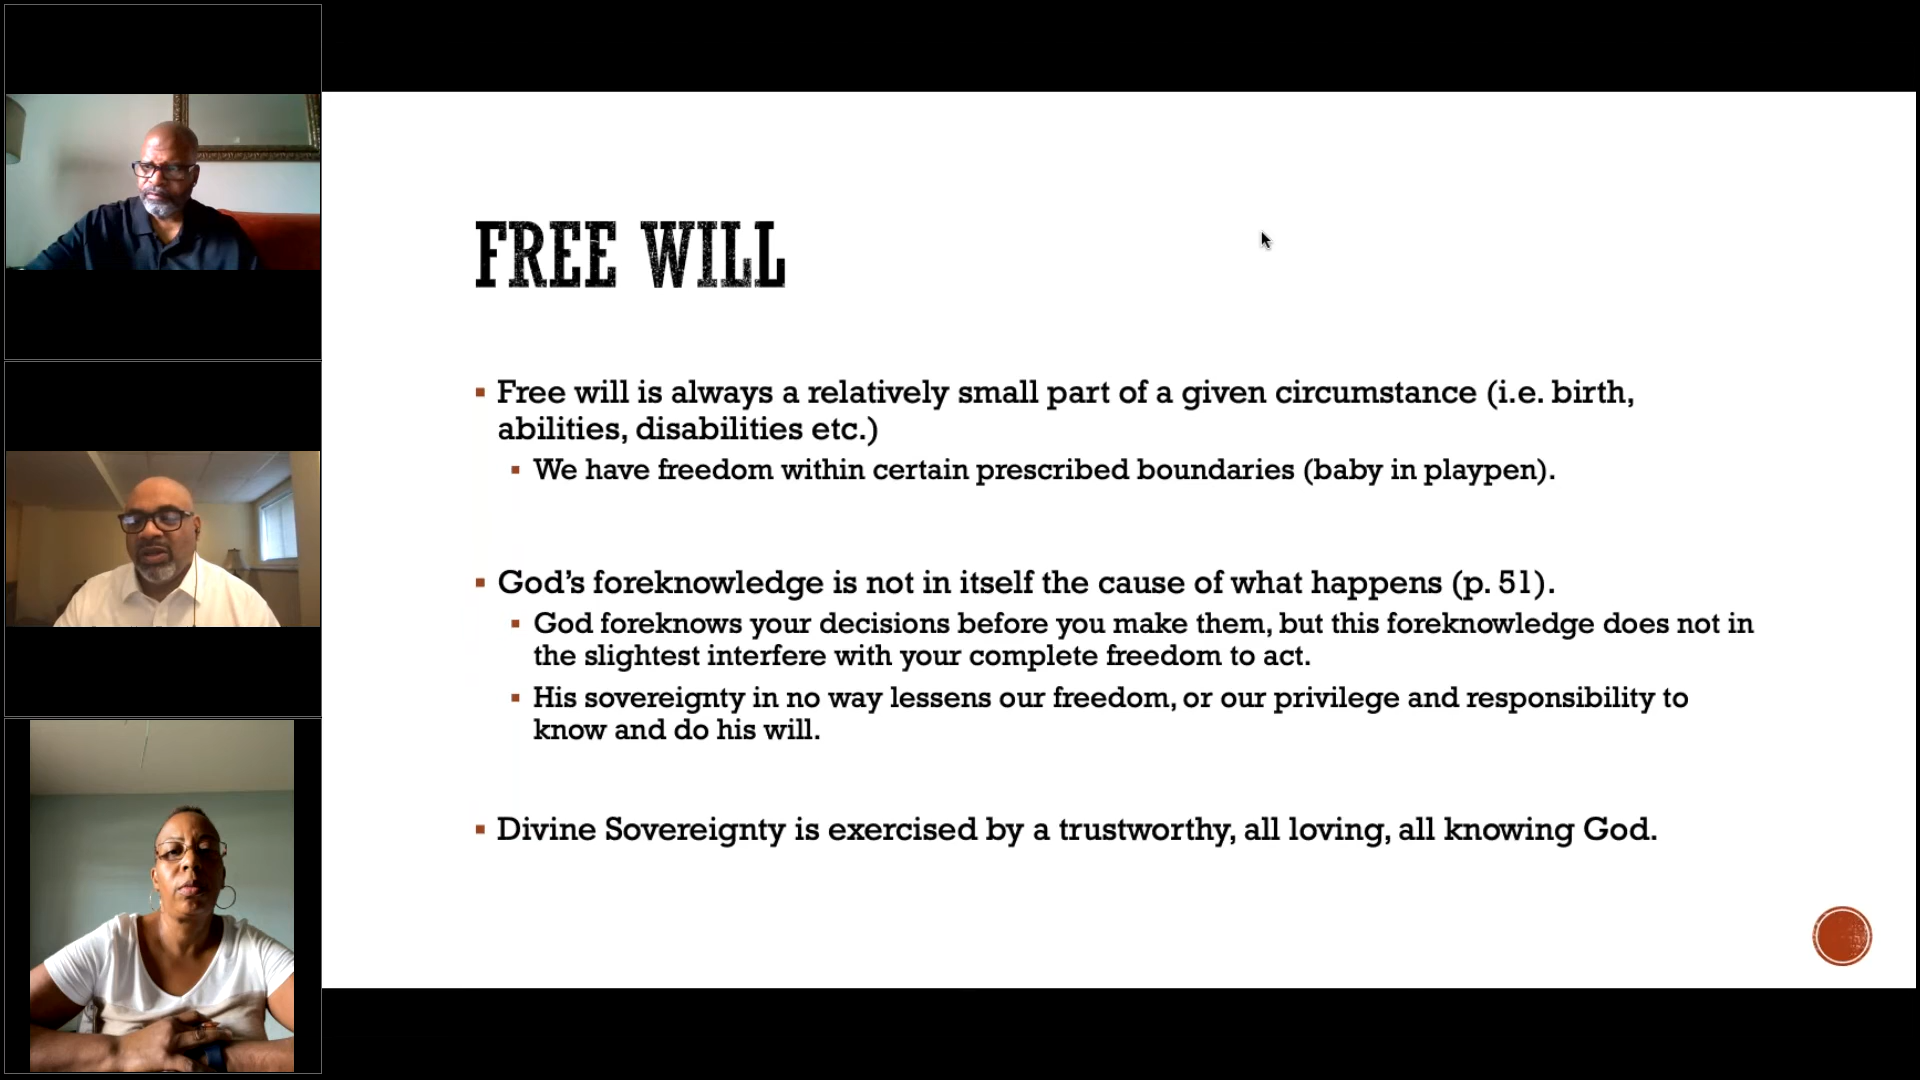 FREE WILL
Free will is always a relatively small part of a given circumstance (i.e. birth,
abilities, disabilities etc.)
We have freedom within certain prescribed boundaries (baby in playpen).
God’s foreknowledge is not in itself the cause of what happens (p. 51).
God foreknows your decisions before you make them, but this foreknowledge does not in
the slightest interfere with your complete freedom to act.
His sovereignty in no way lessens our freedom, or our privilege and responsibility to
know and do his will.
Divine Sovereignty is exercised by a trustworthy, all loving, all knowing God.